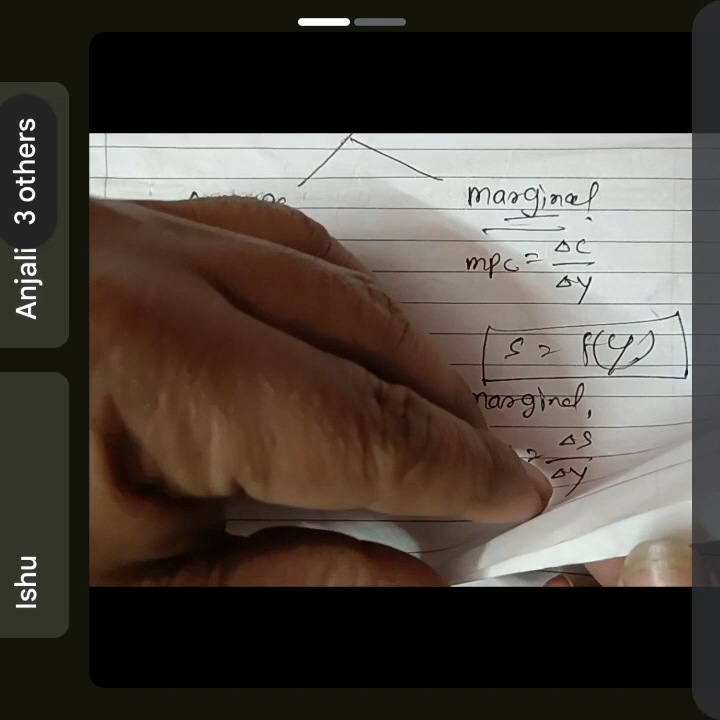 Anjali 3 others
Ishu
marginal
mpc = ΔC/ΔY
S = f(Y)
marginal,
= ΔS/ΔY